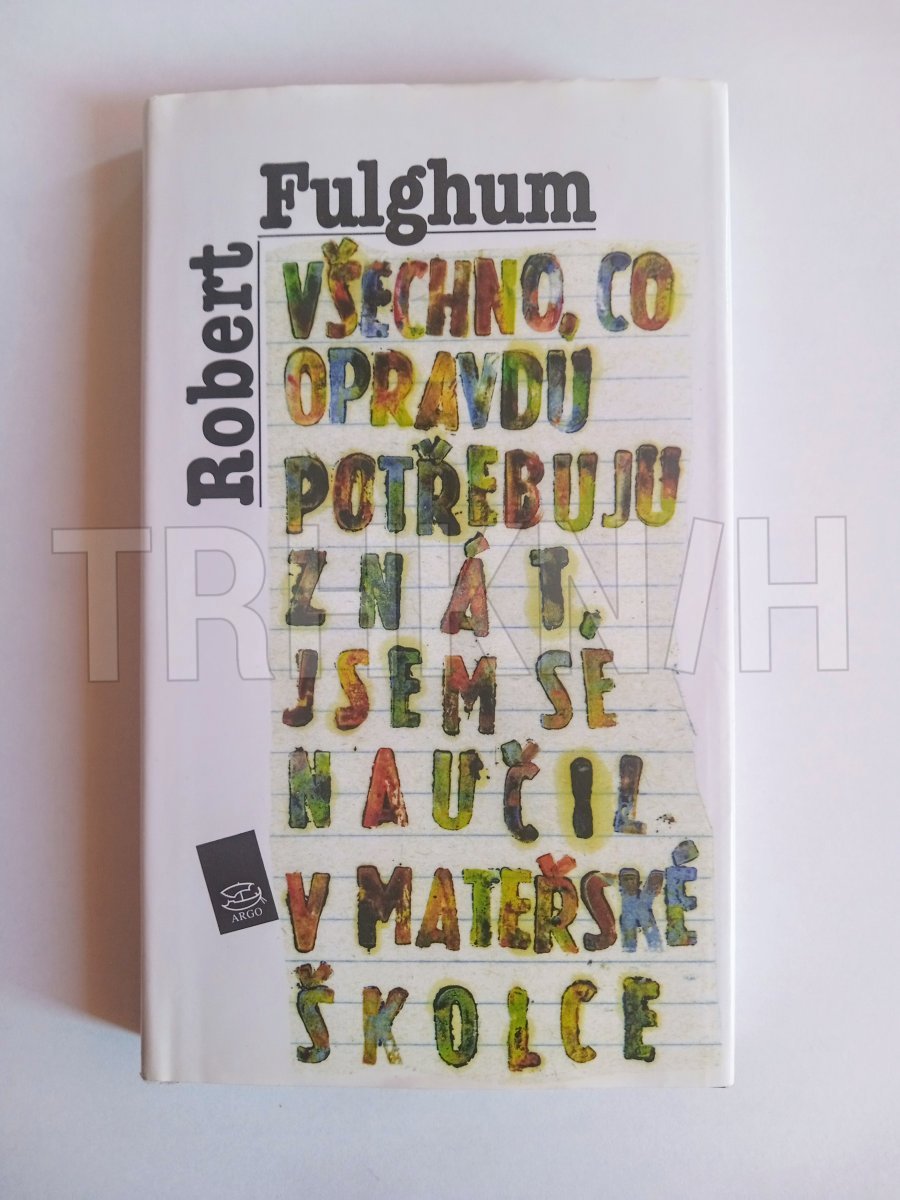 Robert
Fulghum
VŠECHNO, CO
OPRAVDU
POTŘEBUJU
ZNÁT,
JSEM SE
NAUČIL
V MATEŘSKÉ
ŠKOLCE
ARGO
TRHKNIH